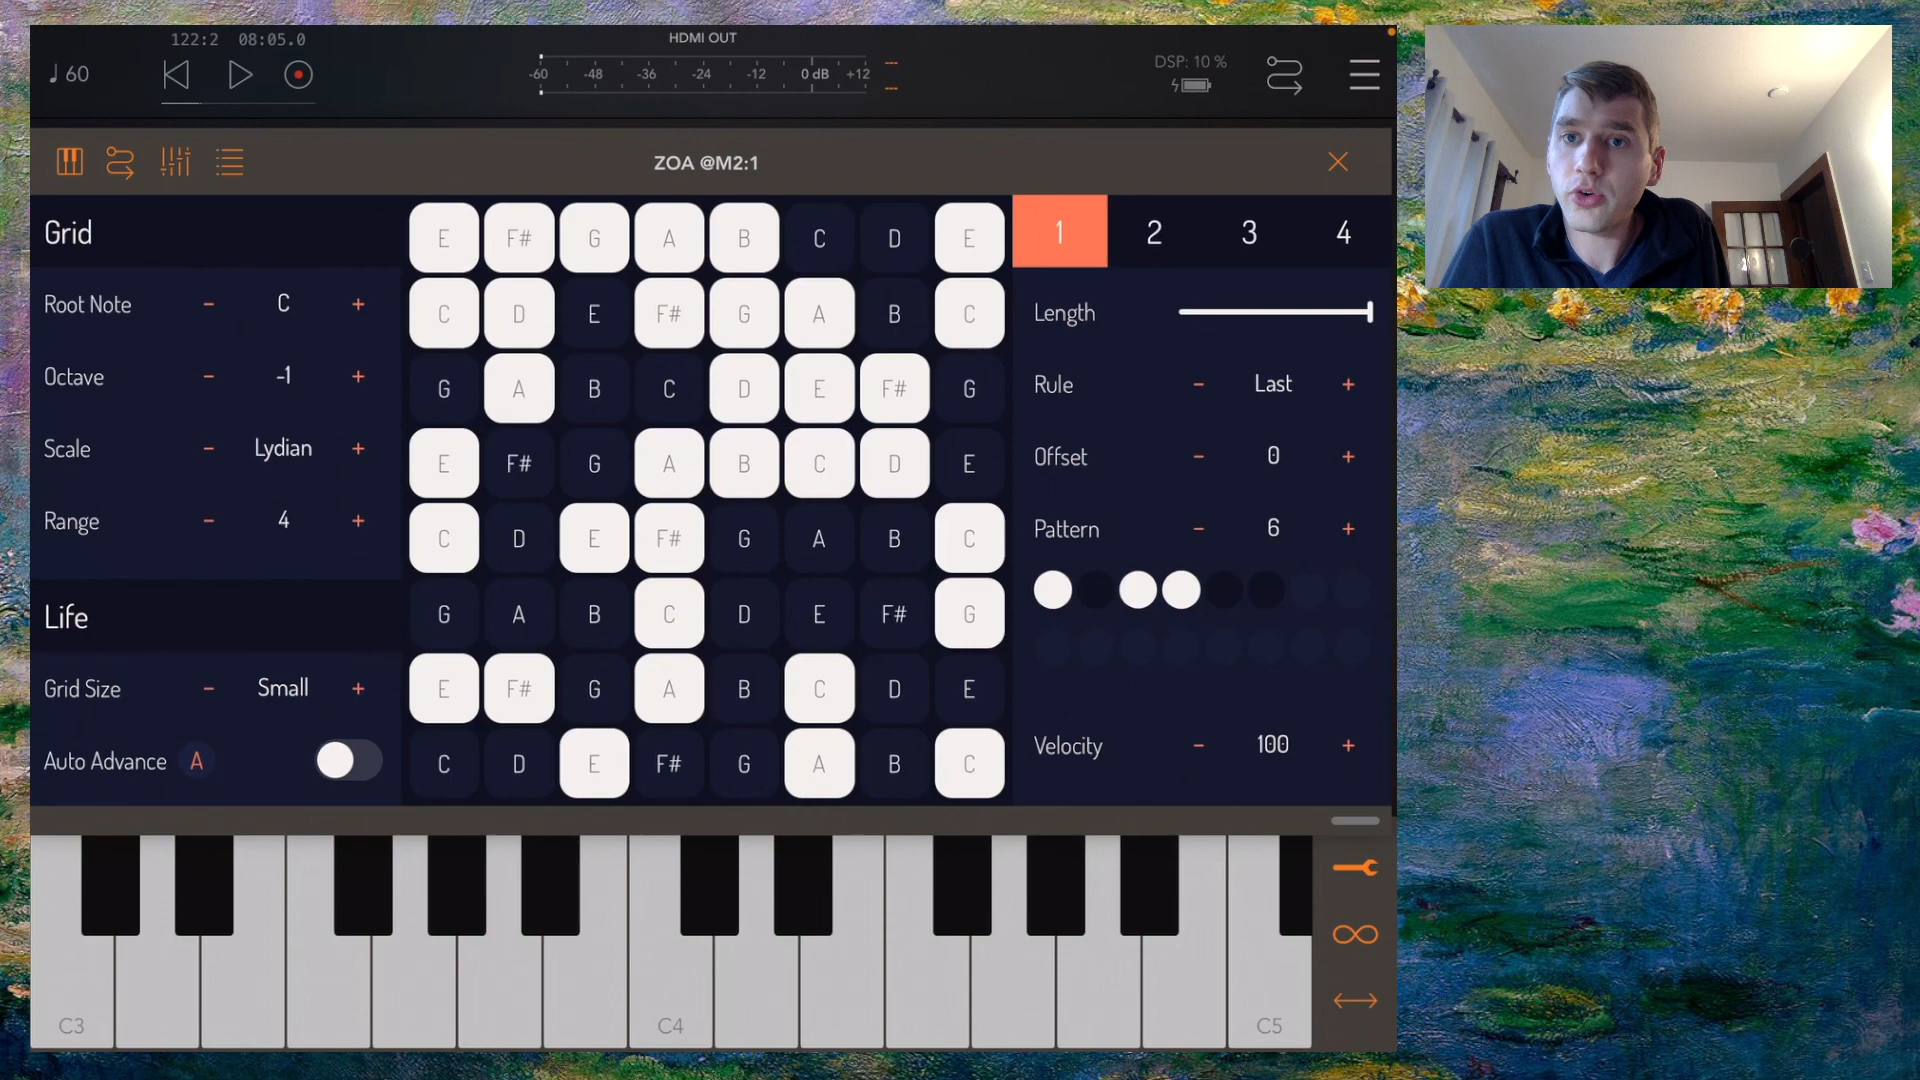 122:2 08:05.0
HDMI OUT
60
-60 -48 -36 -24 -12 0 dB +12
DSP: 10 %
ZOA @M2:1
Grid
Root Note - C +
Octave - -1 +
Scale - Lydian +
Range - 4 +
Life
Grid Size - Small +
Auto Advance A
E F# G A B C D E
C D E F# G A B C
G A B C D E F# G
E F# G A B C D E
C D E F# G A B C
G A B C D E F# G
E F# G A B C D E
C D E F# G A B C
1 2 3 4
Length
Rule - Last +
Offset - 0 +
Pattern - 6 +
Velocity - 100 +
C3 C4 C5